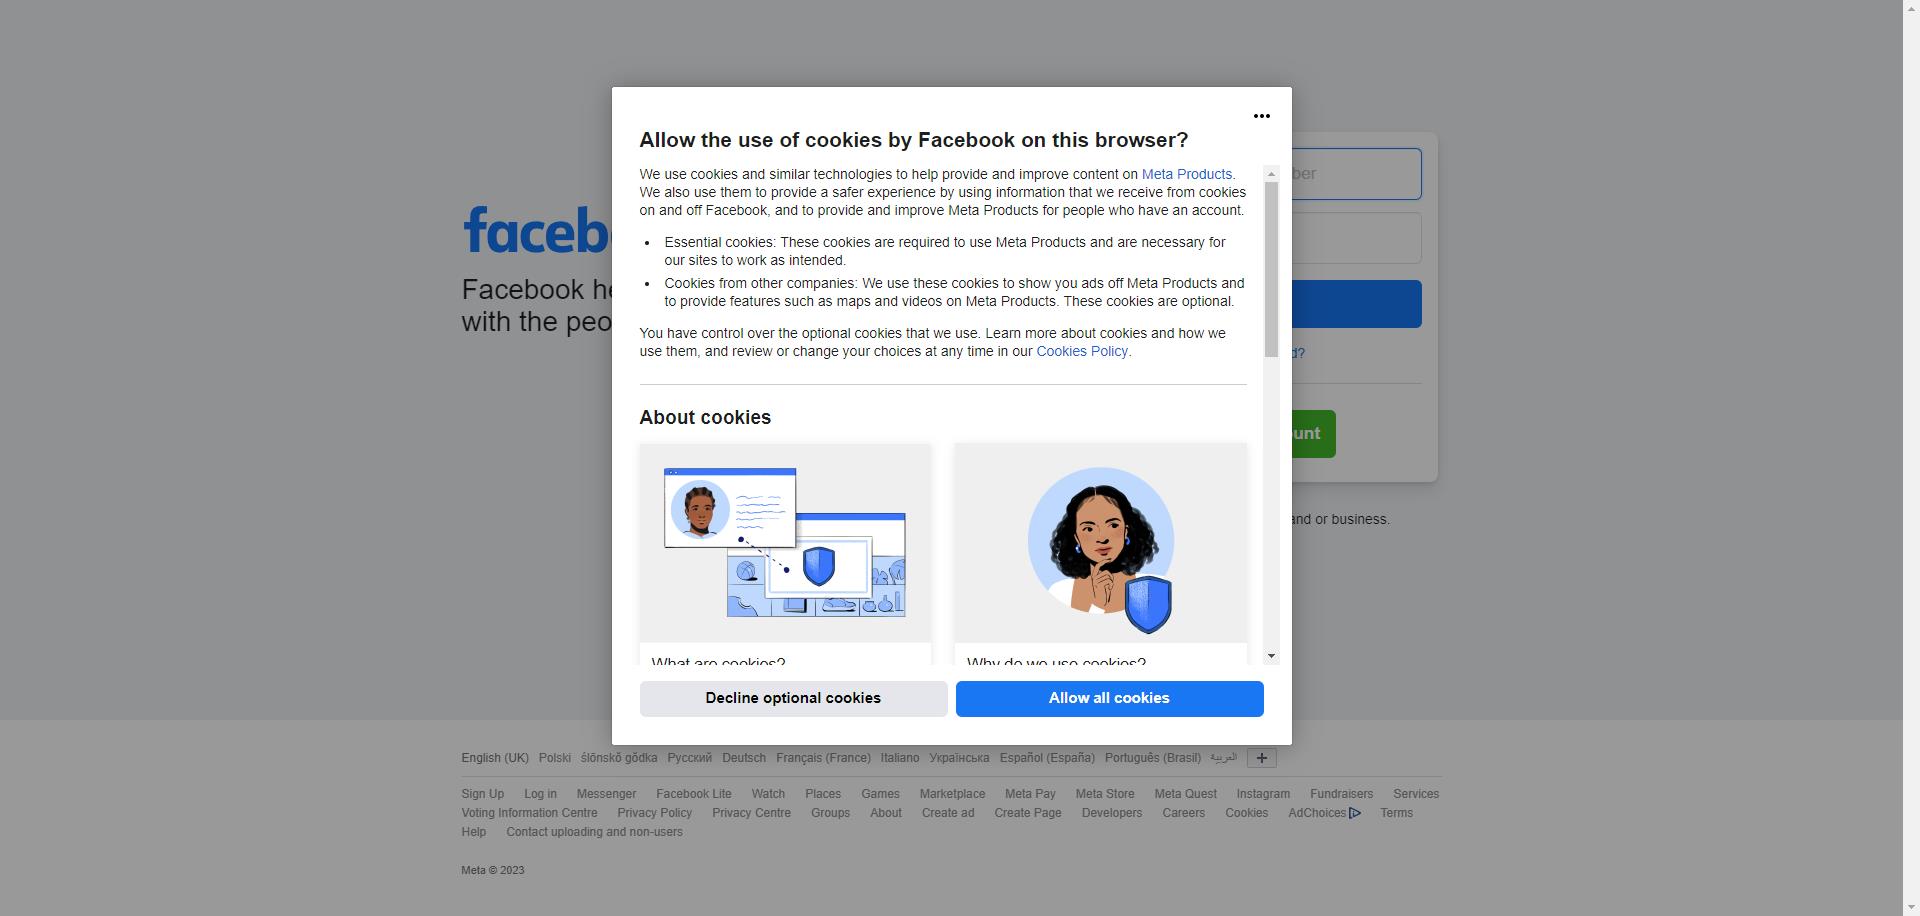 Allow the use of cookies by Facebook on this browser?
We use cookies and similar technologies to help provide and improve content on Meta Products.
We also use them to provide a safer experience by using information that we receive from cookies
on and off Facebook, and to provide and improve Meta Products for people who have an account.
• Essential cookies: These cookies are required to use Meta Products and are necessary for
our sites to work as intended.
• Cookies from other companies: We use these cookies to show you ads off Meta Products and
to provide features such as maps and videos on Meta Products. These cookies are optional.
You have control over the optional cookies that we use. Learn more about cookies and how we
use them, and review or change your choices at any time in our Cookies Policy.
About cookies
What are cookies?
Why do we use cookies?
Decline optional cookies
Allow all cookies
faceb
Facebook he
with the peo
ber
d?
unt
and or business.
English (UK) Polski ślōnskŏ gŏdka Русский Deutsch Français (France) Italiano Українська Español (España) Português (Brasil) العربية
Sign Up Log in Messenger Facebook Lite Watch Places Games Marketplace Meta Pay Meta Store Meta Quest Instagram Fundraisers Services
Voting Information Centre Privacy Policy Privacy Centre Groups About Create ad Create Page Developers Careers Cookies AdChoices Terms
Help Contact uploading and non-users
Meta © 2023